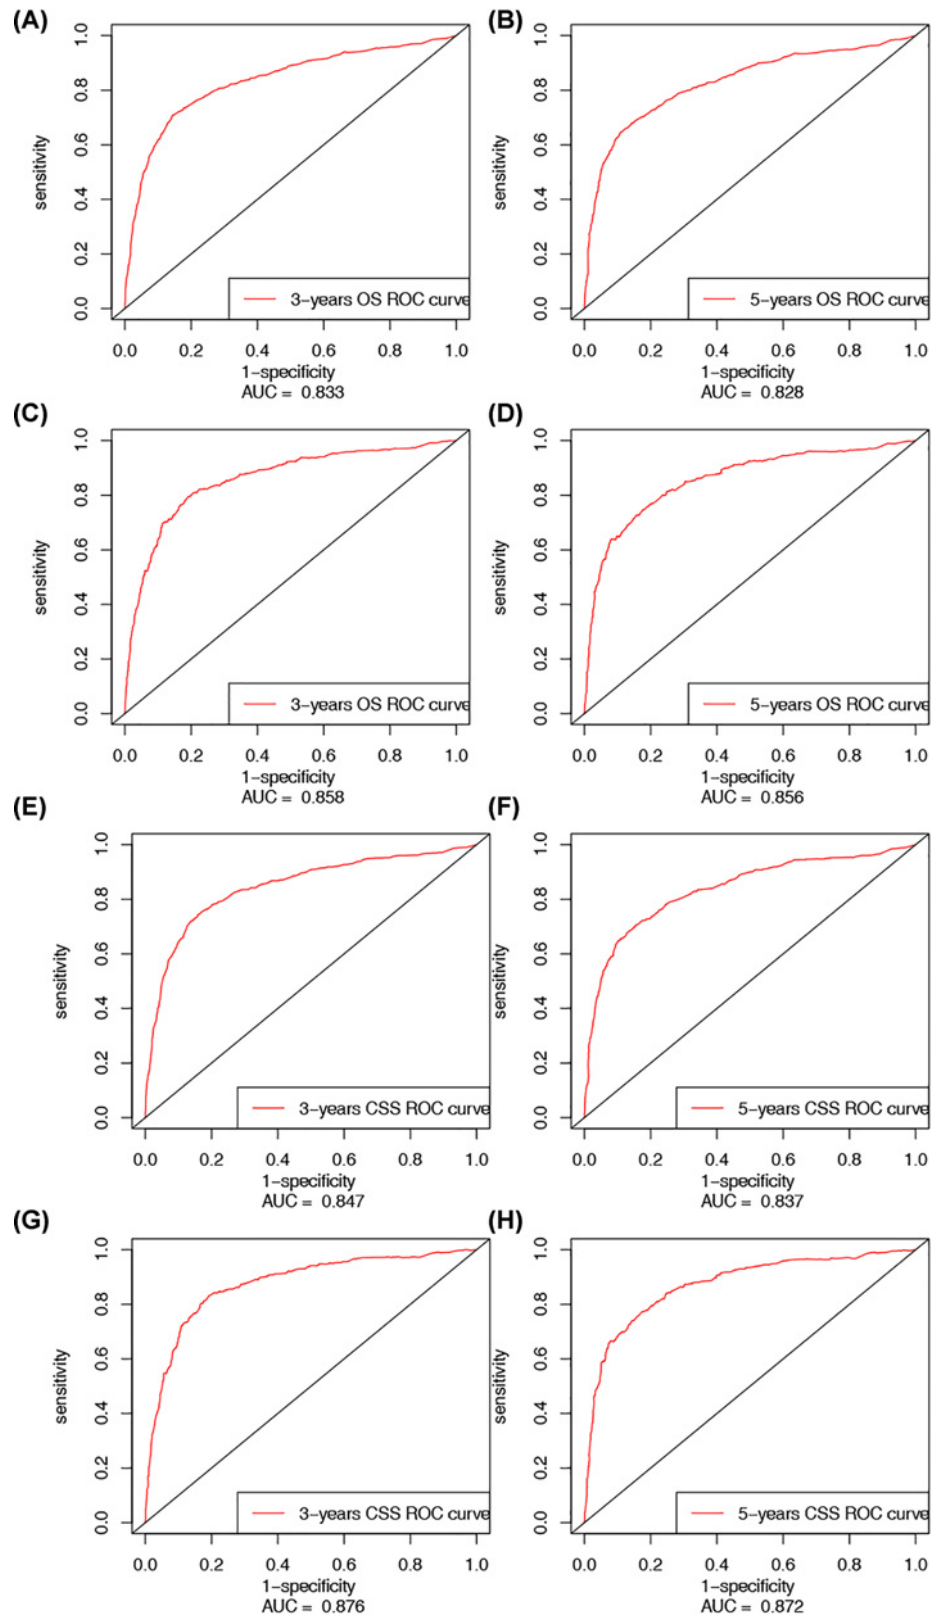 (A)
1.0
0.8
0.6
0.4
0.2
0.0
sensitivity
3-years OS ROC curve
0.0 0.2 0.4 0.6 0.8 1.0
1-specificity
AUC = 0.833
(B)
1.0
0.8
0.6
0.4
0.2
0.0
sensitivity
5-years OS ROC curve
0.0 0.2 0.4 0.6 0.8 1.0
1-specificity
AUC = 0.828
(C)
1.0
0.8
0.6
0.4
0.2
0.0
sensitivity
3-years OS ROC curve
0.0 0.2 0.4 0.6 0.8 1.0
1-specificity
AUC = 0.858
(D)
1.0
0.8
0.6
0.4
0.2
0.0
sensitivity
5-years OS ROC curve
0.0 0.2 0.4 0.6 0.8 1.0
1-specificity
AUC = 0.856
(E)
1.0
0.8
0.6
0.4
0.2
0.0
sensitivity
3-years CSS ROC curve
0.0 0.2 0.4 0.6 0.8 1.0
1-specificity
AUC = 0.847
(F)
1.0
0.8
0.6
0.4
0.2
0.0
sensitivity
5-years CSS ROC curve
0.0 0.2 0.4 0.6 0.8 1.0
1-specificity
AUC = 0.837
(G)
1.0
0.8
0.6
0.4
0.2
0.0
sensitivity
3-years CSS ROC curve
0.0 0.2 0.4 0.6 0.8 1.0
1-specificity
AUC = 0.876
(H)
1.0
0.8
0.6
0.4
0.2
0.0
sensitivity
5-years CSS ROC curve
0.0 0.2 0.4 0.6 0.8 1.0
1-specificity
AUC = 0.872